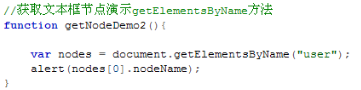 //获取文本框节点演示getElementsByName方法
function getNodeDemo2(){
var nodes = document.getElementsByName("user");
alert(nodes[0].nodeName);
}